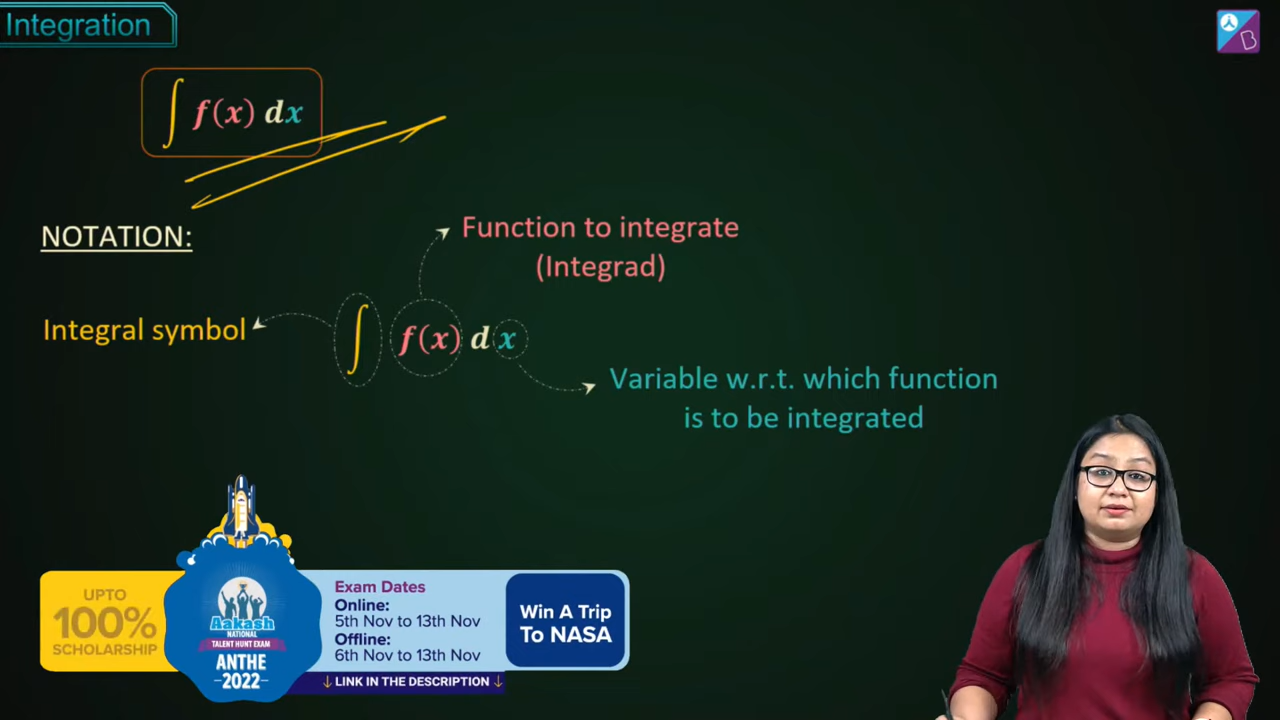 Integration
∫ f(x) dx
NOTATION:
Function to integrate
(Integrad)
Integral symbol
∫ f(x) d x
Variable w.r.t. which function
is to be integrated
UPTO
100%
SCHOLARSHIP
Aakash
NATIONAL
TALENT HUNT EXAM
ANTHE
2022
Exam Dates
Online:
5th Nov to 13th Nov
Offline:
6th Nov to 13th Nov
Win A Trip
To NASA
↓ LINK IN THE DESCRIPTION ↓
B